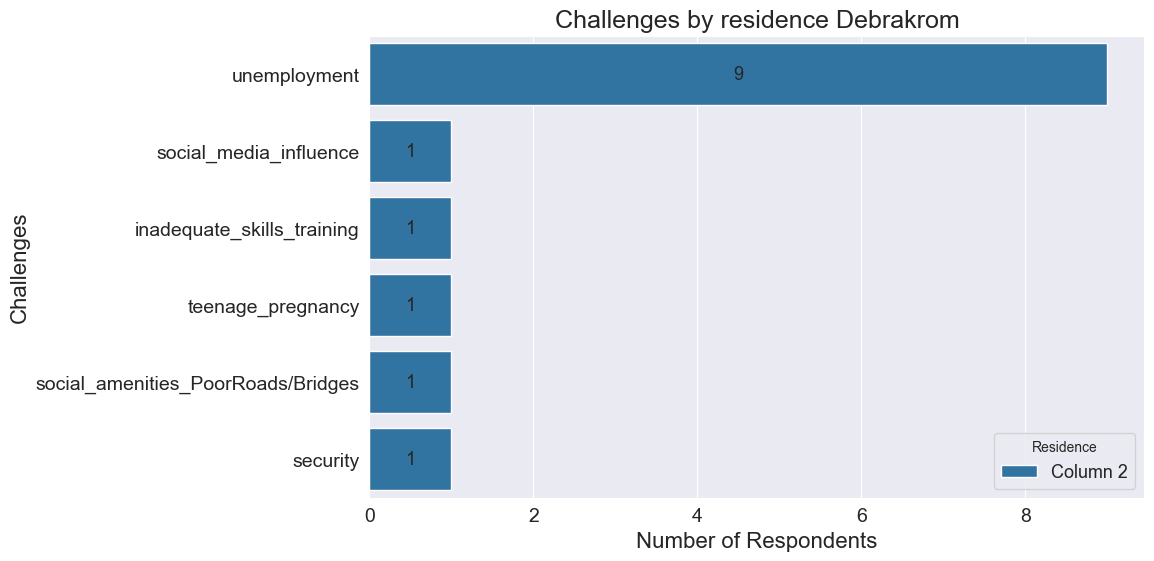 Challenges by residence Debrakrom
Challenges
unemployment
9
social_media_influence
1
inadequate_skills_training
1
teenage_pregnancy
1
social_amenities_PoorRoads/Bridges
1
security
1
Residence
Column 2
0 2 4 6 8
Number of Respondents